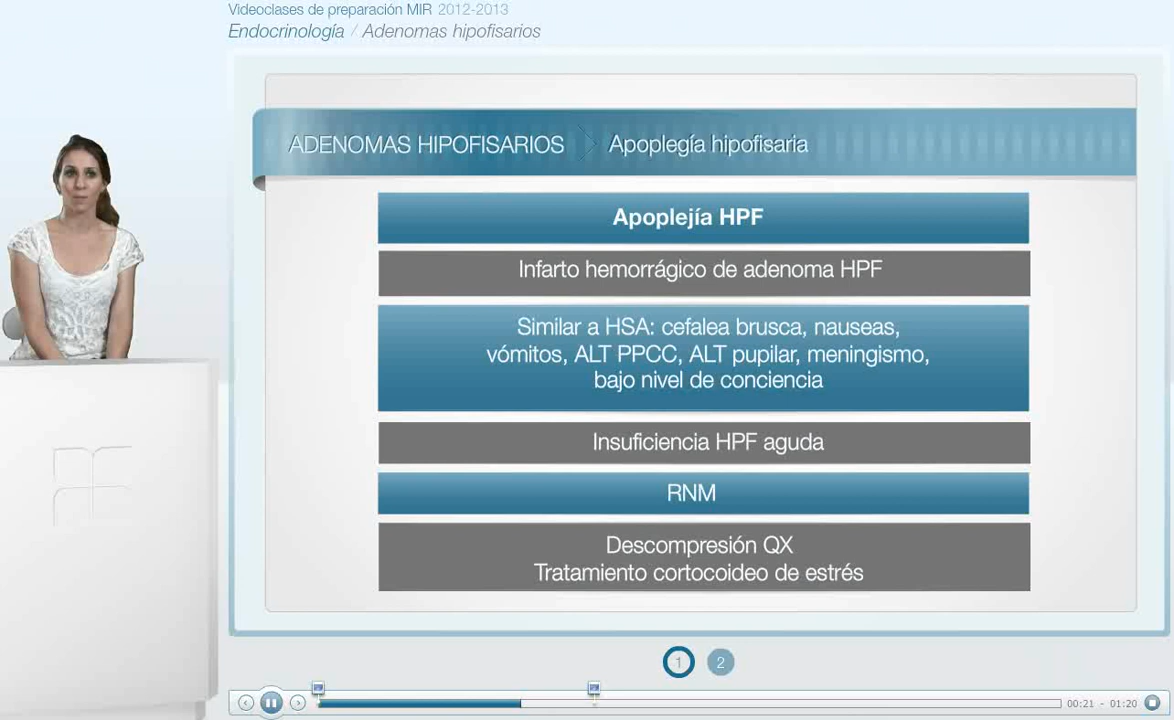 Videoclases de preparación MIR 2012-2013
Endocrinología / Adenomas hipofisarios
ADENOMAS HIPOFISARIOS Apoplegía hipofisaria
Apoplejía HPF
Infarto hemorrágico de adenoma HPF
Similar a HSA: cefalea brusca, nauseas,
vómitos, ALT PPCC, ALT pupilar, meningismo,
bajo nivel de conciencia
Insuficiencia HPF aguda
RNM
Descompresión QX
Tratamiento cortocoideo de estrés
1 2
00:21 - 01:20